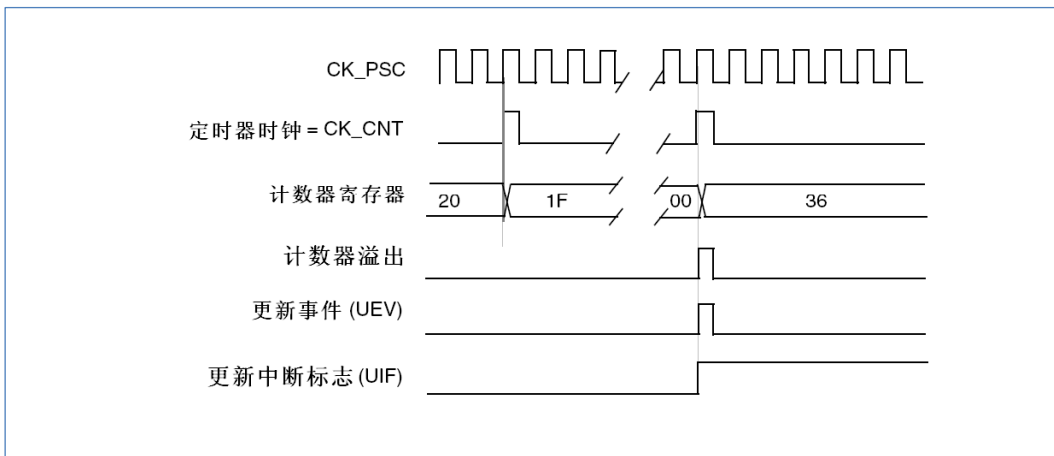 CK_PSC
定时器时钟 = CK_CNT
计数器寄存器
20 1F 00 36
计数器溢出
更新事件 (UEV)
更新中断标志 (UIF)